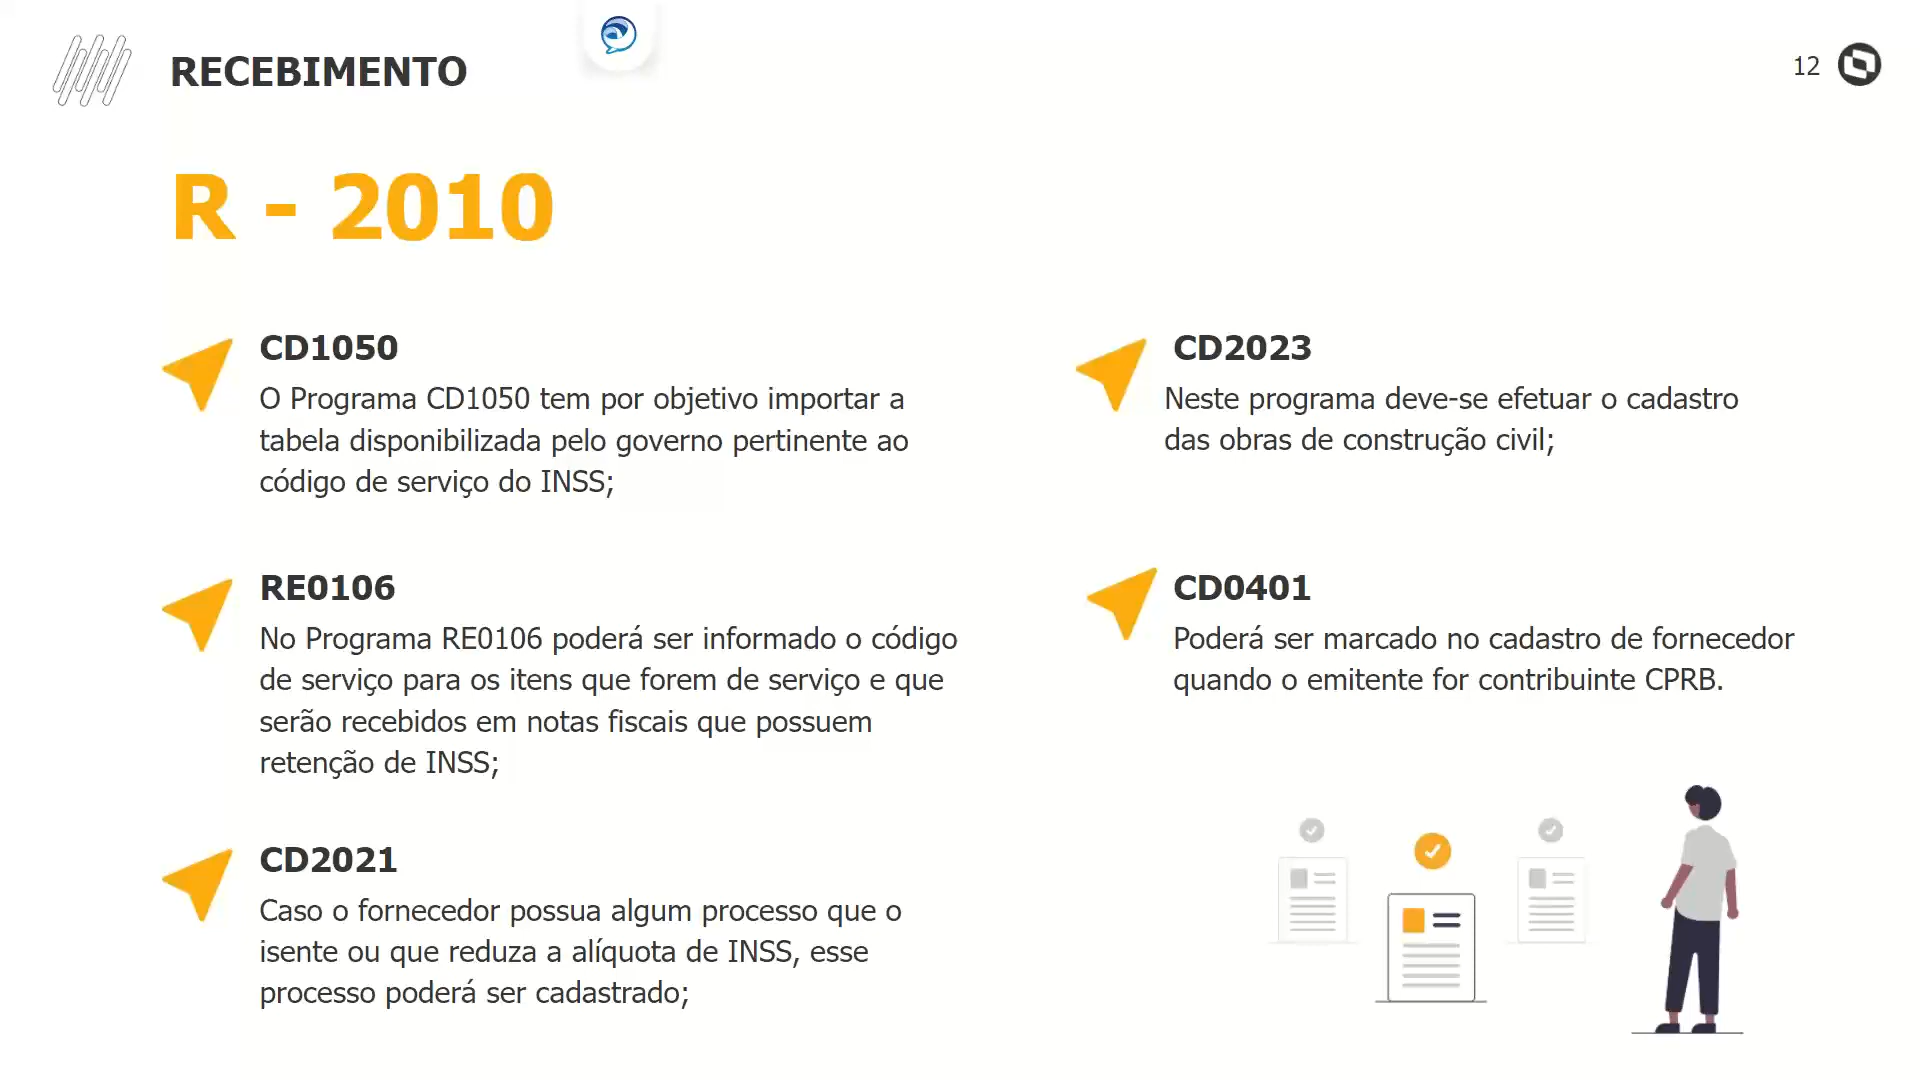 RECEBIMENTO
12
R - 2010
CD1050
O Programa CD1050 tem por objetivo importar a
tabela disponibilizada pelo governo pertinente ao
código de serviço do INSS;
RE0106
No Programa RE0106 poderá ser informado o código
de serviço para os itens que forem de serviço e que
serão recebidos em notas fiscais que possuem
retenção de INSS;
CD2021
Caso o fornecedor possua algum processo que o
isente ou que reduza a alíquota de INSS, esse
processo poderá ser cadastrado;
CD2023
Neste programa deve-se efetuar o cadastro
das obras de construção civil;
CD0401
Poderá ser marcado no cadastro de fornecedor
quando o emitente for contribuinte CPRB.